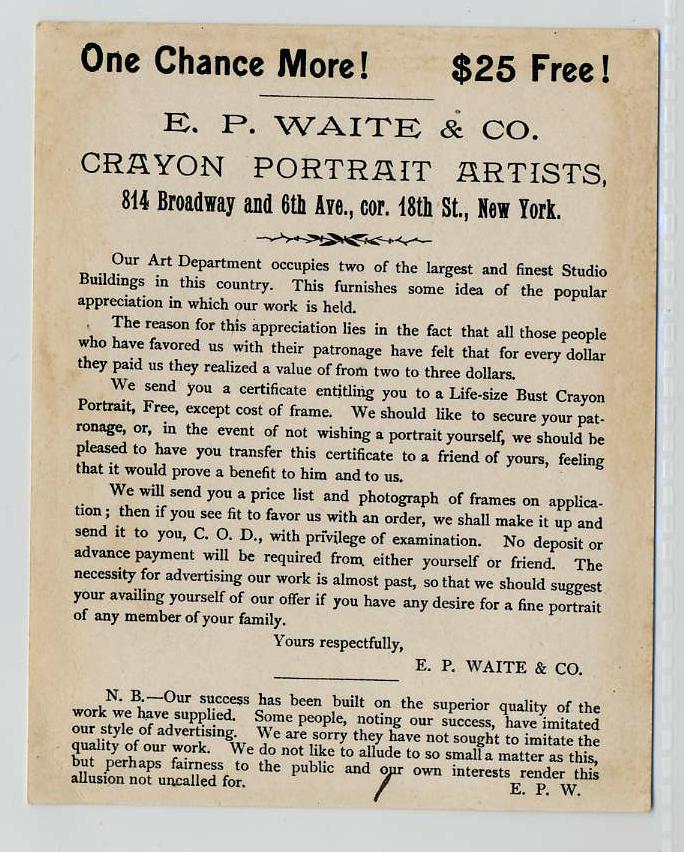 One Chance More! $25 Free!
E. P. WAITE & CO.
CRAYON PORTRAIT ARTISTS,
814 Broadway and 6th Ave., cor. 18th St., New York.
Our Art Department occupies two of the largest and finest Studio
Buildings in this country. This furnishes some idea of the popular
appreciation in which our work is held.
The reason for this appreciation lies in the fact that all those people
who have favored us with their patronage have felt that for every dollar
they paid us they realized a value of from two to three dollars.
We send you a certificate entitling you to a Life-size Bust Crayon
Portrait, Free, except cost of frame. We should like to secure your pat-
ronage, or, in the event of not wishing a portrait yourself, we should be
pleased to have you transfer this certificate to a friend of yours, feeling
that it would prove a benefit to him and to us.
We will send you a price list and photograph of frames on applica-
tion; then if you see fit to favor us with an order, we shall make it up and
send it to you, C. O. D., with privilege of examination. No deposit or
advance payment will be required from either yourself or friend. The
necessity for advertising our work is almost past, so that we should suggest
your availing yourself of our offer if you have any desire for a fine portrait
of any member of your family.
Yours respectfully,
E. P. WAITE & CO.
N. B.—Our success has been built on the superior quality of the
work we have supplied. Some people, noting our success, have imitated
our style of advertising. We are sorry they have not sought to imitate the
quality of our work. We do not like to allude to so small a matter as this,
but perhaps fairness to the public and our own interests render this
allusion not uncalled for.
E. P. W.